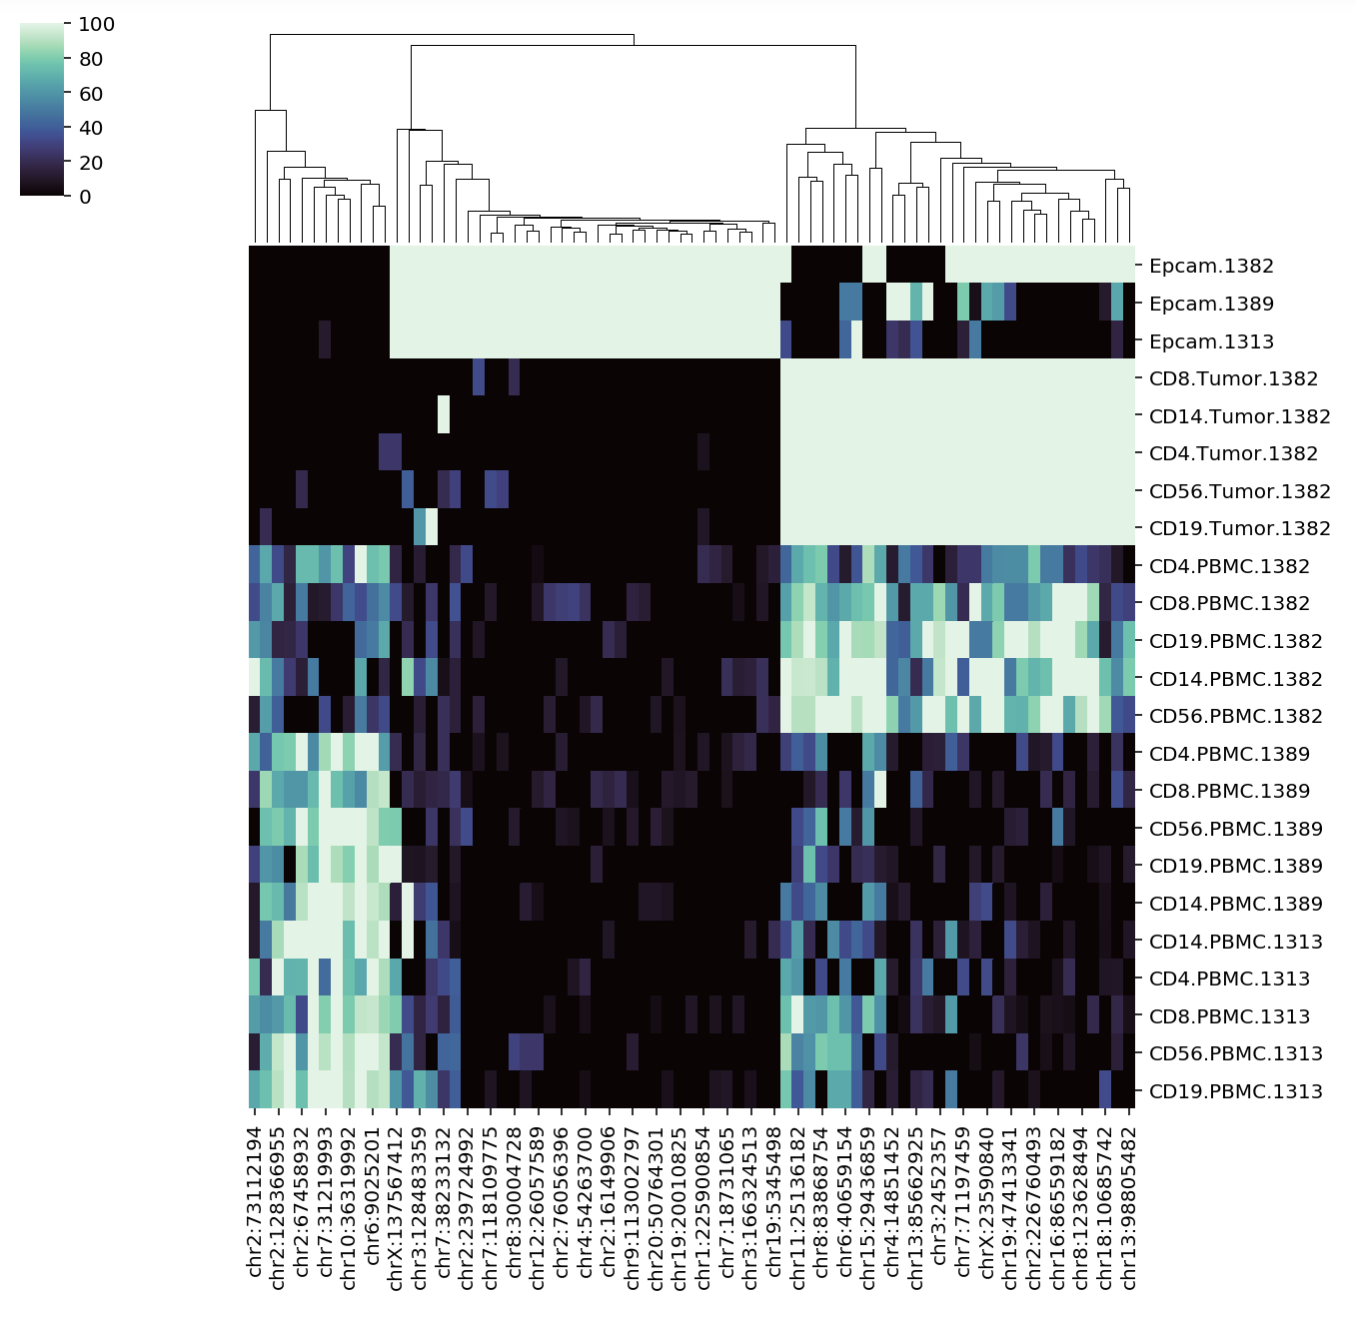 100
80
60
40
20
0
Epcam.1382
Epcam.1389
Epcam.1313
CD8.Tumor.1382
CD14.Tumor.1382
CD4.Tumor.1382
CD56.Tumor.1382
CD19.Tumor.1382
CD4.PBMC.1382
CD8.PBMC.1382
CD19.PBMC.1382
CD14.PBMC.1382
CD56.PBMC.1382
CD4.PBMC.1389
CD8.PBMC.1389
CD56.PBMC.1389
CD19.PBMC.1389
CD14.PBMC.1389
CD14.PBMC.1313
CD4.PBMC.1313
CD8.PBMC.1313
CD56.PBMC.1313
CD19.PBMC.1313
chr2:73112194
chr2:128366955
chr2:67458932
chr7:31219993
chr10:36319992
chr6:9025201
chrX:137567412
chr3:128483359
chr7:38233132
chr2:239724992
chr7:118109775
chr8:30004728
chr12:26057589
chr2:76056396
chr4:54263700
chr2:16149906
chr9:113002797
chr20:50764301
chr19:20010825
chr1:225900854
chr7:18731065
chr3:166324513
chr19:5345498
chr11:25136182
chr8:83868754
chr6:40659154
chr15:29436859
chr4:14851452
chr13:85662925
chr3:2452357
chr7:71197459
chrX:23590840
chr19:47413341
chr2:226760493
chr16:86559182
chr8:123628494
chr18:10685742
chr13:98805482